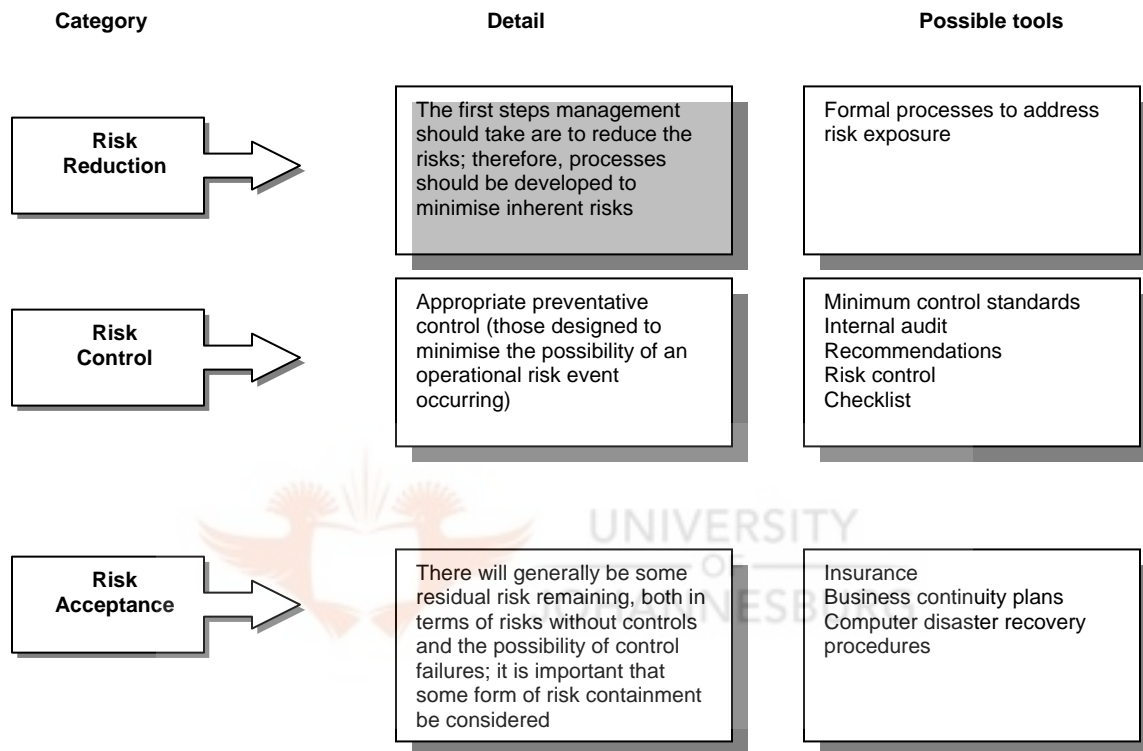 Category
Detail
Possible tools
Risk
Reduction
The first steps management
should take are to reduce the
risks; therefore, processes
should be developed to
minimise inherent risks
Formal processes to address
risk exposure
Risk
Control
Appropriate preventative
control (those designed to
minimise the possibility of an
operational risk event
occurring)
Minimum control standards
Internal audit
Recommendations
Risk control
Checklist
UNIVERSITY
OF
JOHANNESBURG
Risk
Acceptance
There will generally be some
residual risk remaining, both in
terms of risks without controls
and the possibility of control
failures; it is important that
some form of risk containment
be considered
Insurance
Business continuity plans
Computer disaster recovery
procedures